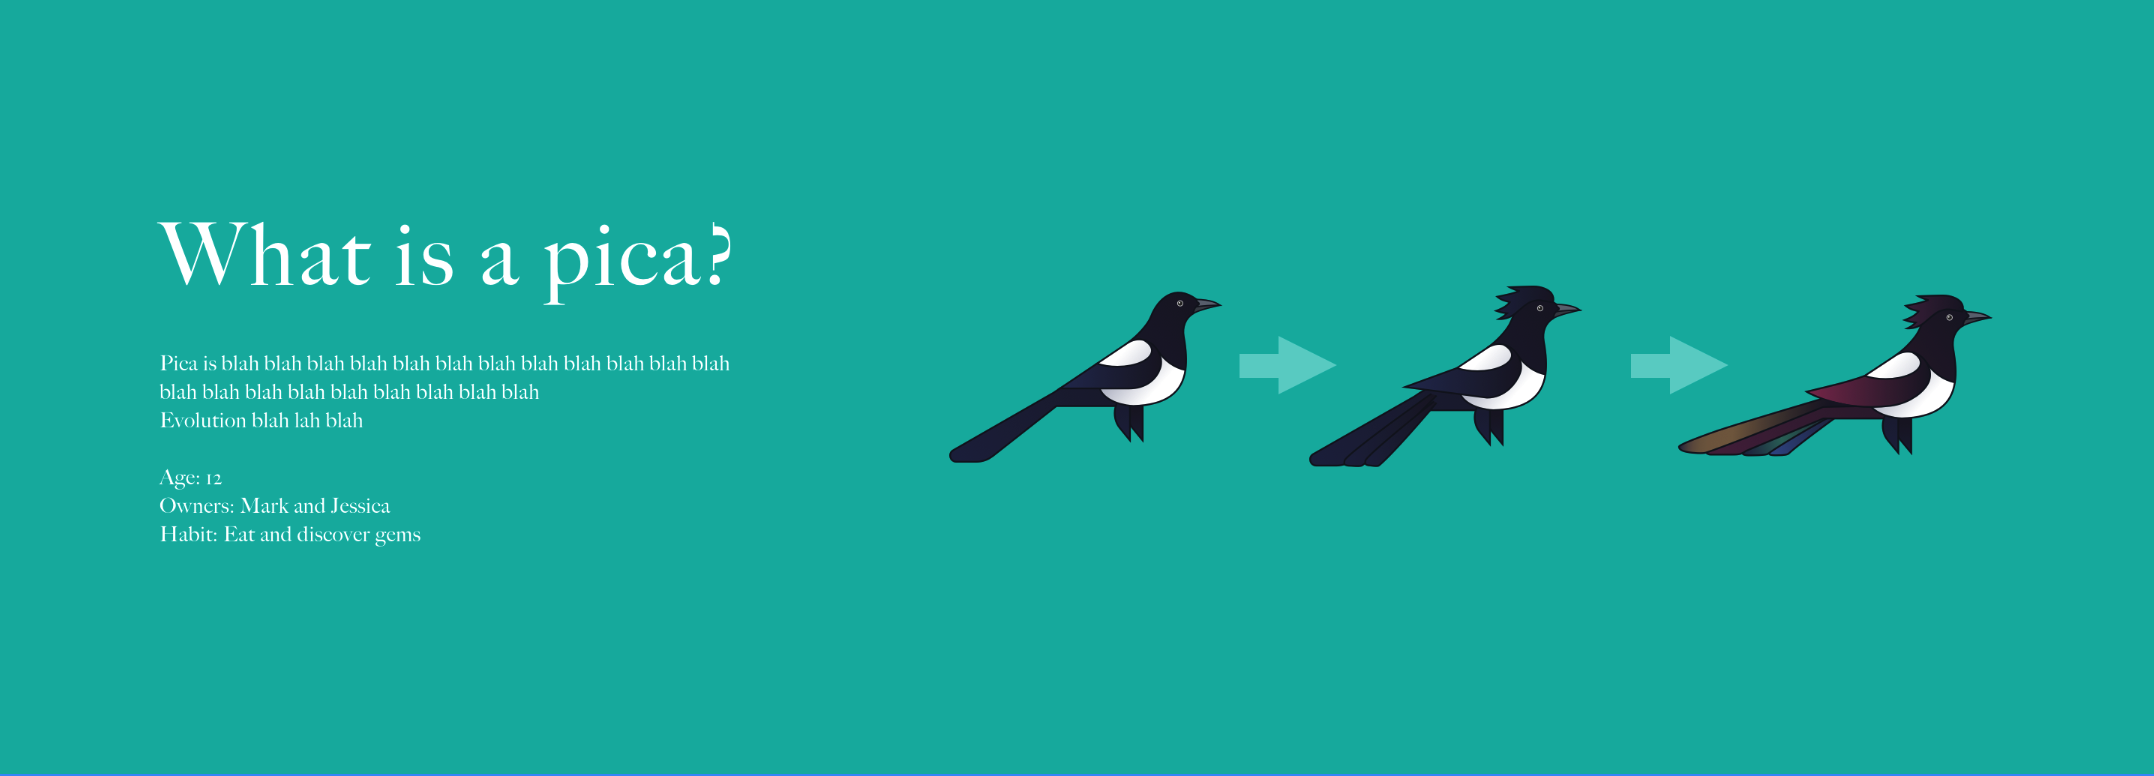 What is a pica?
Pica is blah blah blah blah blah blah blah blah blah blah blah blah
blah blah blah blah blah blah blah blah blah
Evolution blah lah blah
Age: 12
Owners: Mark and Jessica
Habit: Eat and discover gems